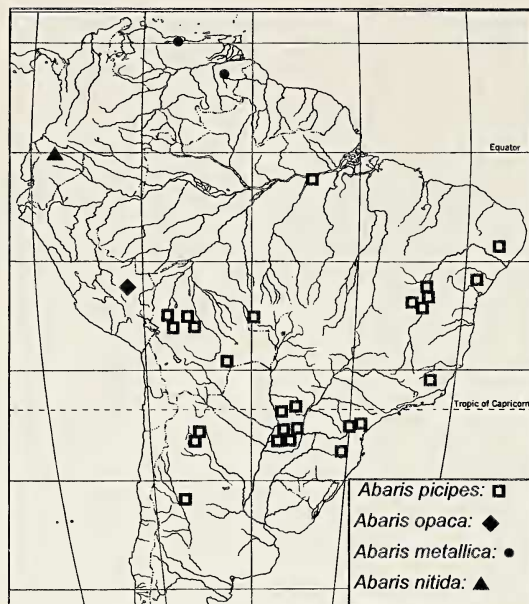 Equator
Tropic of Capricorn
Abaris picipes:
Abaris opaca:
Abaris metallica:
Abaris nitida: